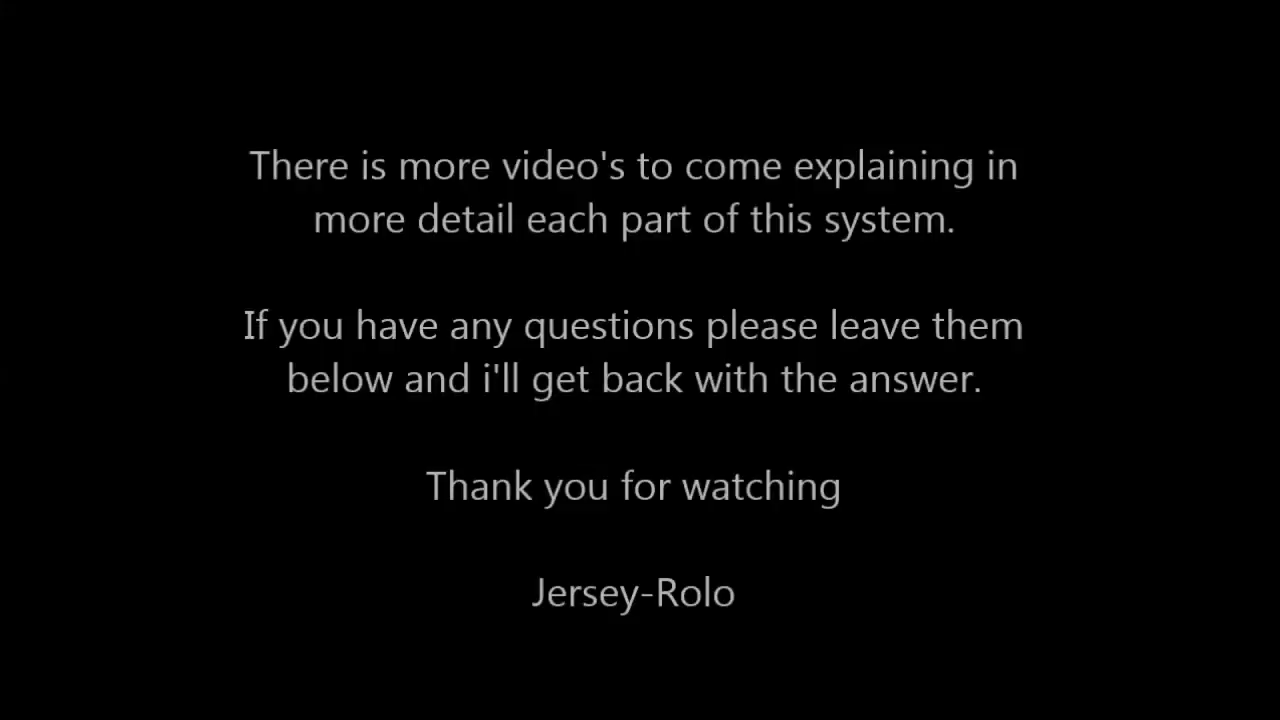 There is more video's to come explaining in
more detail each part of this system.
If you have any questions please leave them
below and i'll get back with the answer.
Thank you for watching
Jersey-Rolo